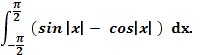 ∫_{-π/2}^{π/2} (sin |x| − cos|x| ) dx.